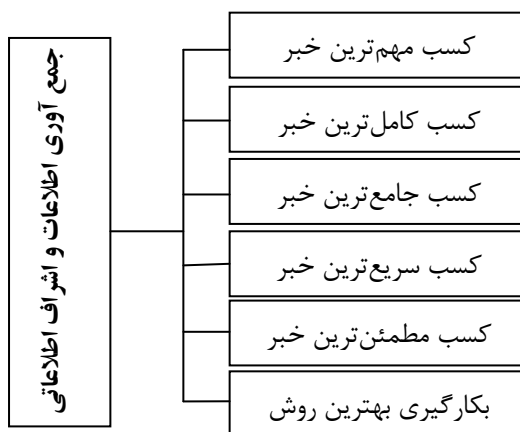 جمع آوری اطلاعات و اشراف اطلاعاتی
کسب مهم‌ترین خبر
کسب کامل‌ترین خبر
کسب جامع‌ترین خبر
کسب سریع‌ترین خبر
کسب مطمئن‌ترین خبر
بکارگیری بهترین روش